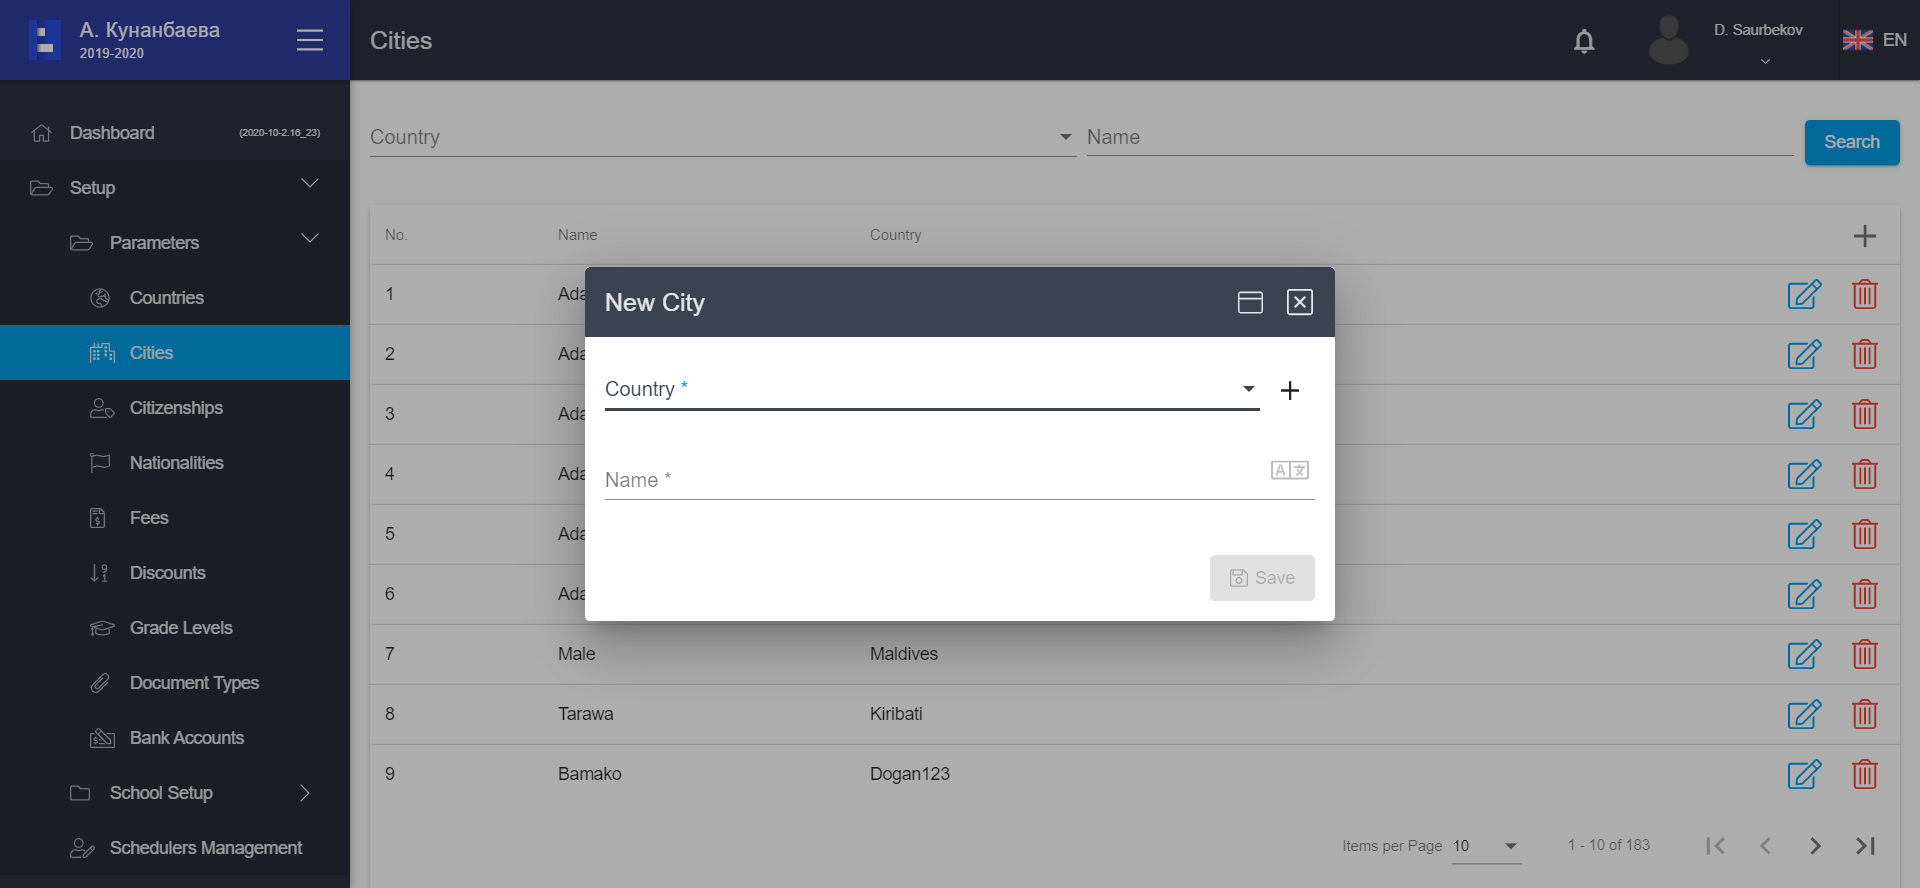 А. Кунанбаева
2019-2020
Cities
D. Saurbekov
EN
Dashboard
(2020-10-2.16_23)
Setup
Parameters
Countries
Cities
Citizenships
Nationalities
Fees
Discounts
Grade Levels
Document Types
Bank Accounts
School Setup
Schedulers Management
Country
Name
Search
No. Name Country
1 Ada
2 Ada
3 Ada
4 Ada
5 Ada
6 Ada
7 Male Maldives
8 Tarawa Kiribati
9 Bamako Dogan123
Items per Page 10 1 - 10 of 183
New City
Country *
Name *
Save